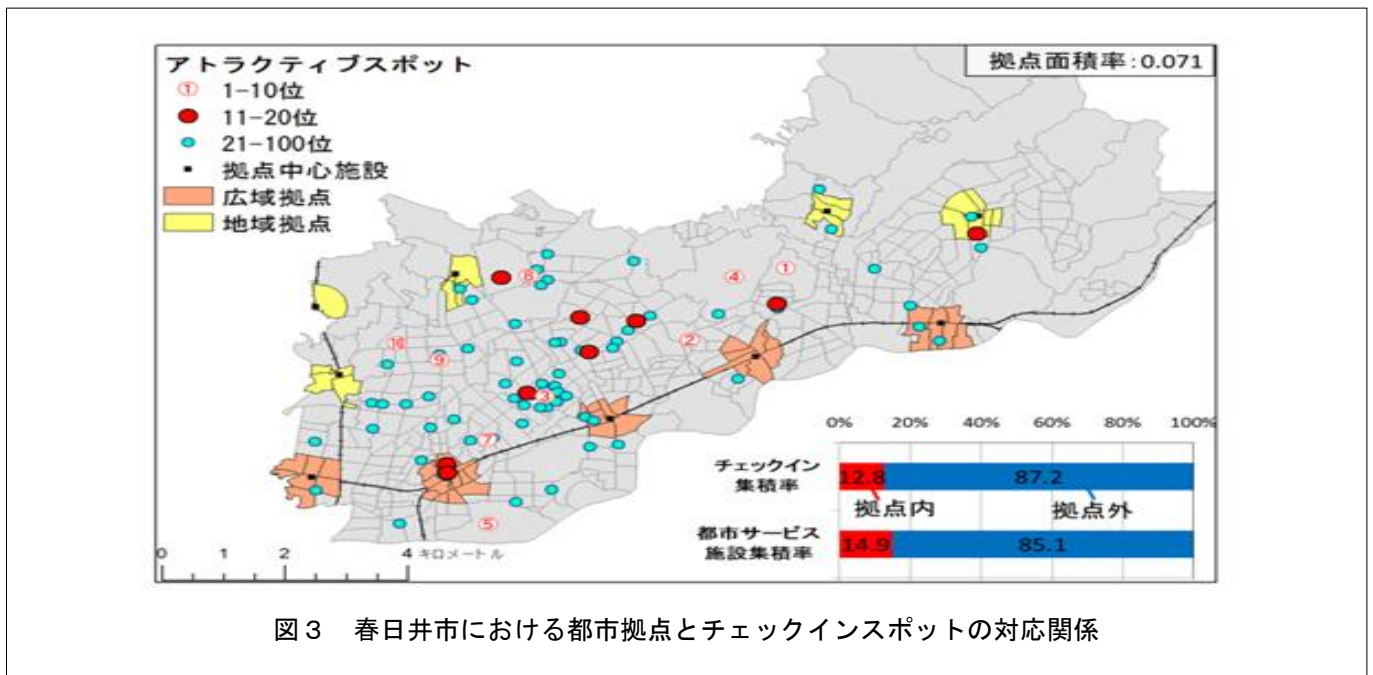 アトラクティブスポット
① 1-10位
11-20位
21-100位
拠点中心施設
広域拠点
地域拠点
拠点面積率:0.071
④
①
⑧
②
⑩
⑨
③
⑦
⑤
0 1 2 4 キロメートル
0% 20% 40% 60% 80% 100%
チェックイン
集積率
12.8 87.2
拠点内 拠点外
都市サービス
施設集積率
14.9 85.1
図3 春日井市における都市拠点とチェックインスポットの対応関係